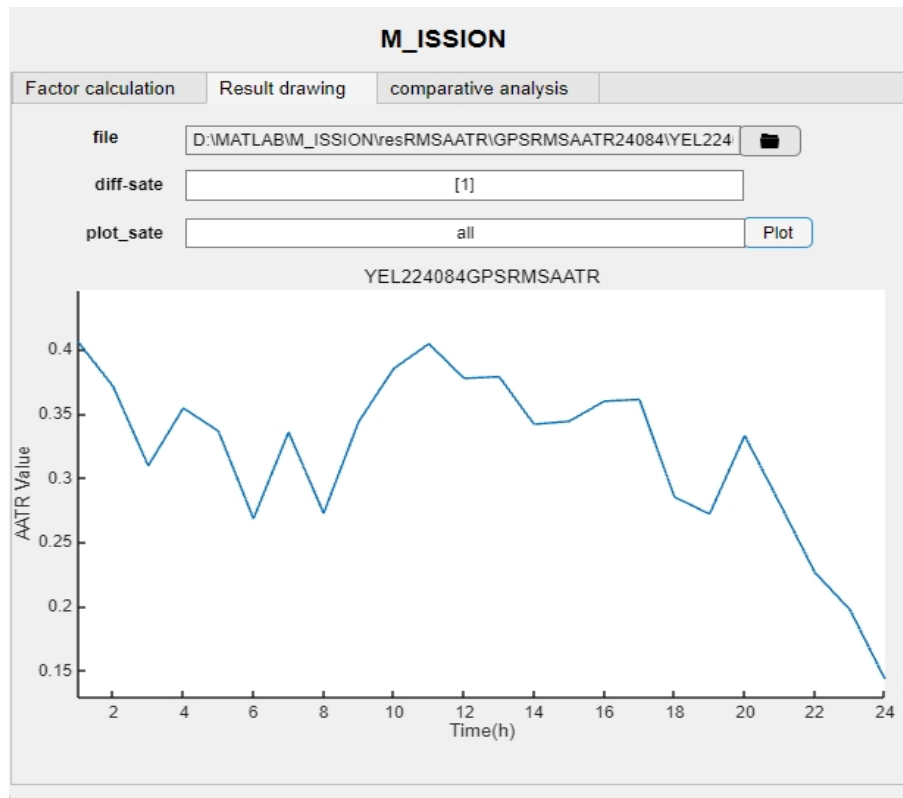 M_ISSION
Factor calculation Result drawing comparative analysis
file D:\MATLAB\M_ISSION\resRMSAATR\GPSRMSAATR24084\YEL224
diff-sate [1]
plot_sate all Plot
YEL224084GPSRMSAATR
0.4
0.35
0.3
0.25
0.2
0.15
AATR Value
2 4 6 8 10 12 14 16 18 20 22 24
Time(h)